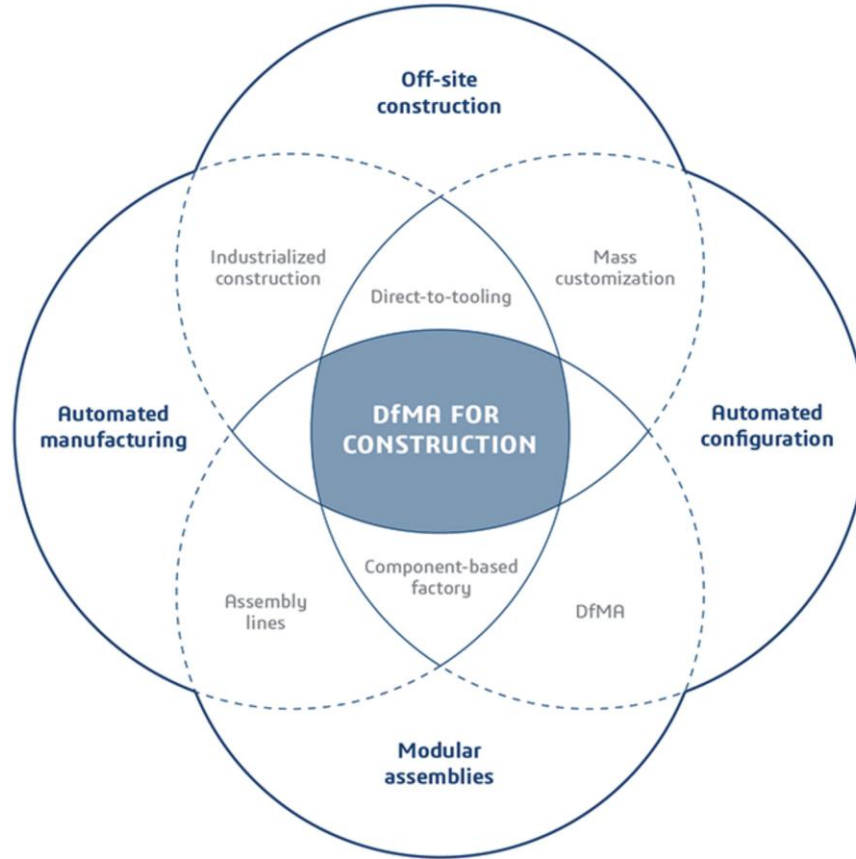 Off-site
construction
Industrialized
construction
Mass
customization
Direct-to-tooling
Automated
manufacturing
DfMA FOR
CONSTRUCTION
Automated
configuration
Component-based
factory
Assembly
lines
DfMA
Modular
assemblies